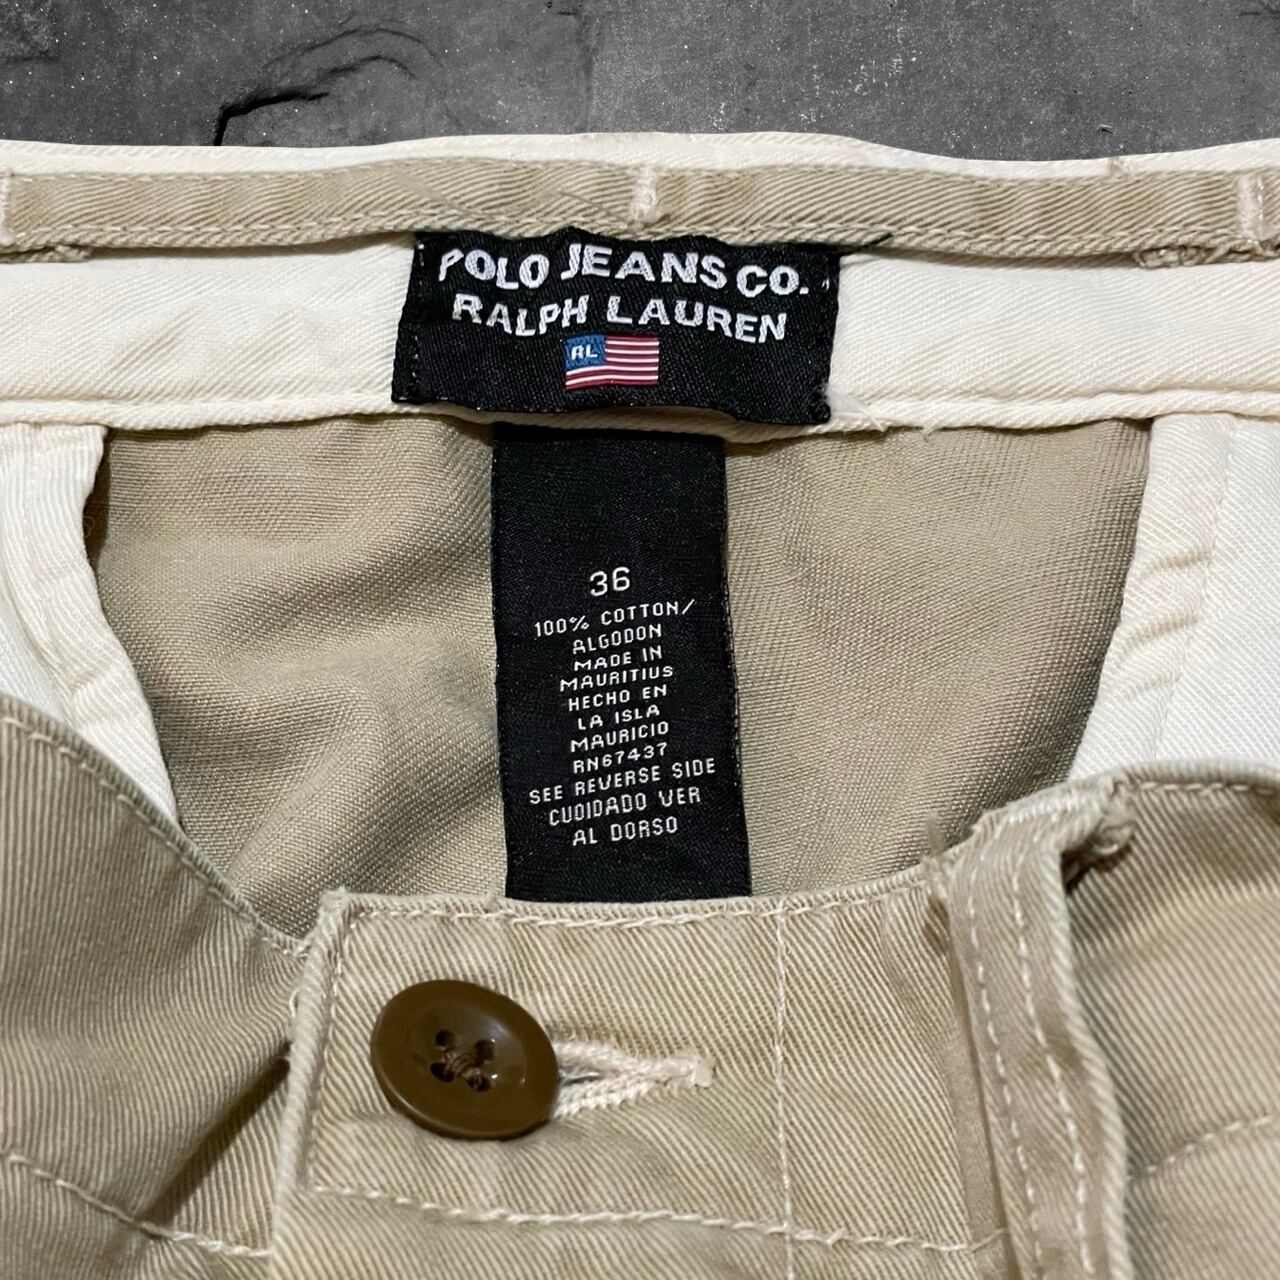 POLO JEANS CO.
RALPH LAUREN
RL
36
100% COTTON/
ALGODON
MADE IN
MAURITIUS
HECHO EN
LA ISLA
MAURICIO
RN67437
SEE REVERSE SIDE
CUOIDADO VER
AL DORSO